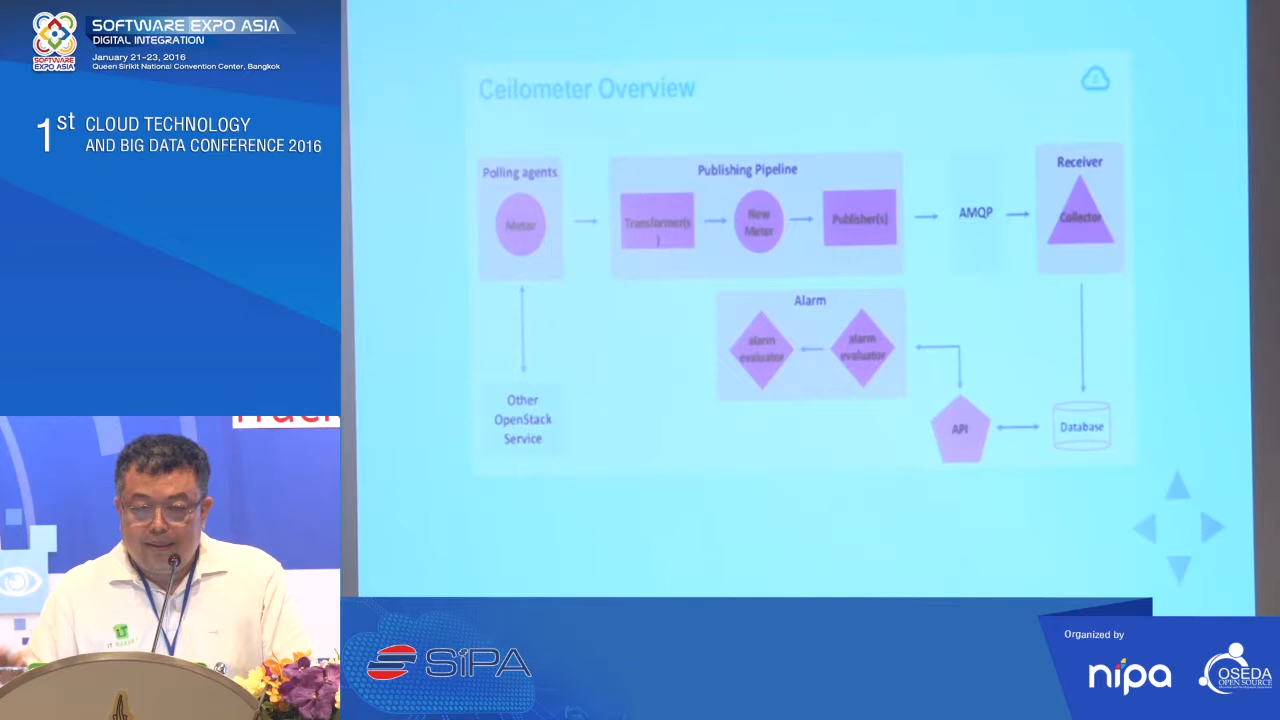 SOFTWARE EXPO ASIA
DIGITAL INTEGRATION
January 21-23, 2016
Queen Sirikit National Convention Center, Bangkok
SOFTWARE
EXPO ASIA
1st CLOUD TECHNOLOGY
AND BIG DATA CONFERENCE 2016
Ceilometer Overview
Polling agents
Meter
Publishing Pipeline
Transformer(s
)
New
Meter
Publisher(s)
AMQP
Receiver
Collector
Alarm
alarm
evaluator
alarm
evaluator
Other
OpenStack
Service
API
Database
SiPA
Organized by
nipa
OSEDA
OPEN SOURCE